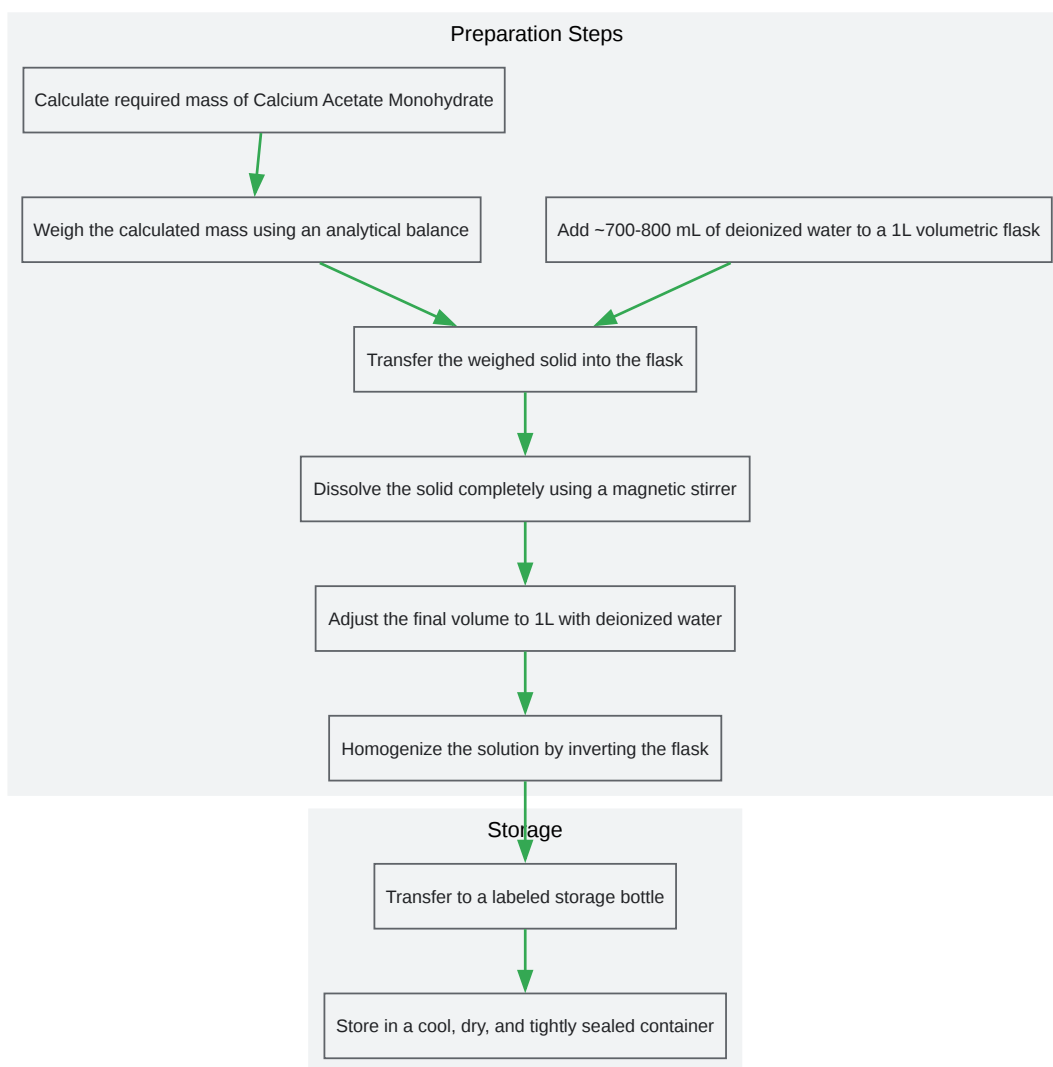 Preparation Steps
Calculate required mass of Calcium Acetate Monohydrate
Weigh the calculated mass using an analytical balance
Add ~700-800 mL of deionized water to a 1L volumetric flask
Transfer the weighed solid into the flask
Dissolve the solid completely using a magnetic stirrer
Adjust the final volume to 1L with deionized water
Homogenize the solution by inverting the flask
Storage
Transfer to a labeled storage bottle
Store in a cool, dry, and tightly sealed container